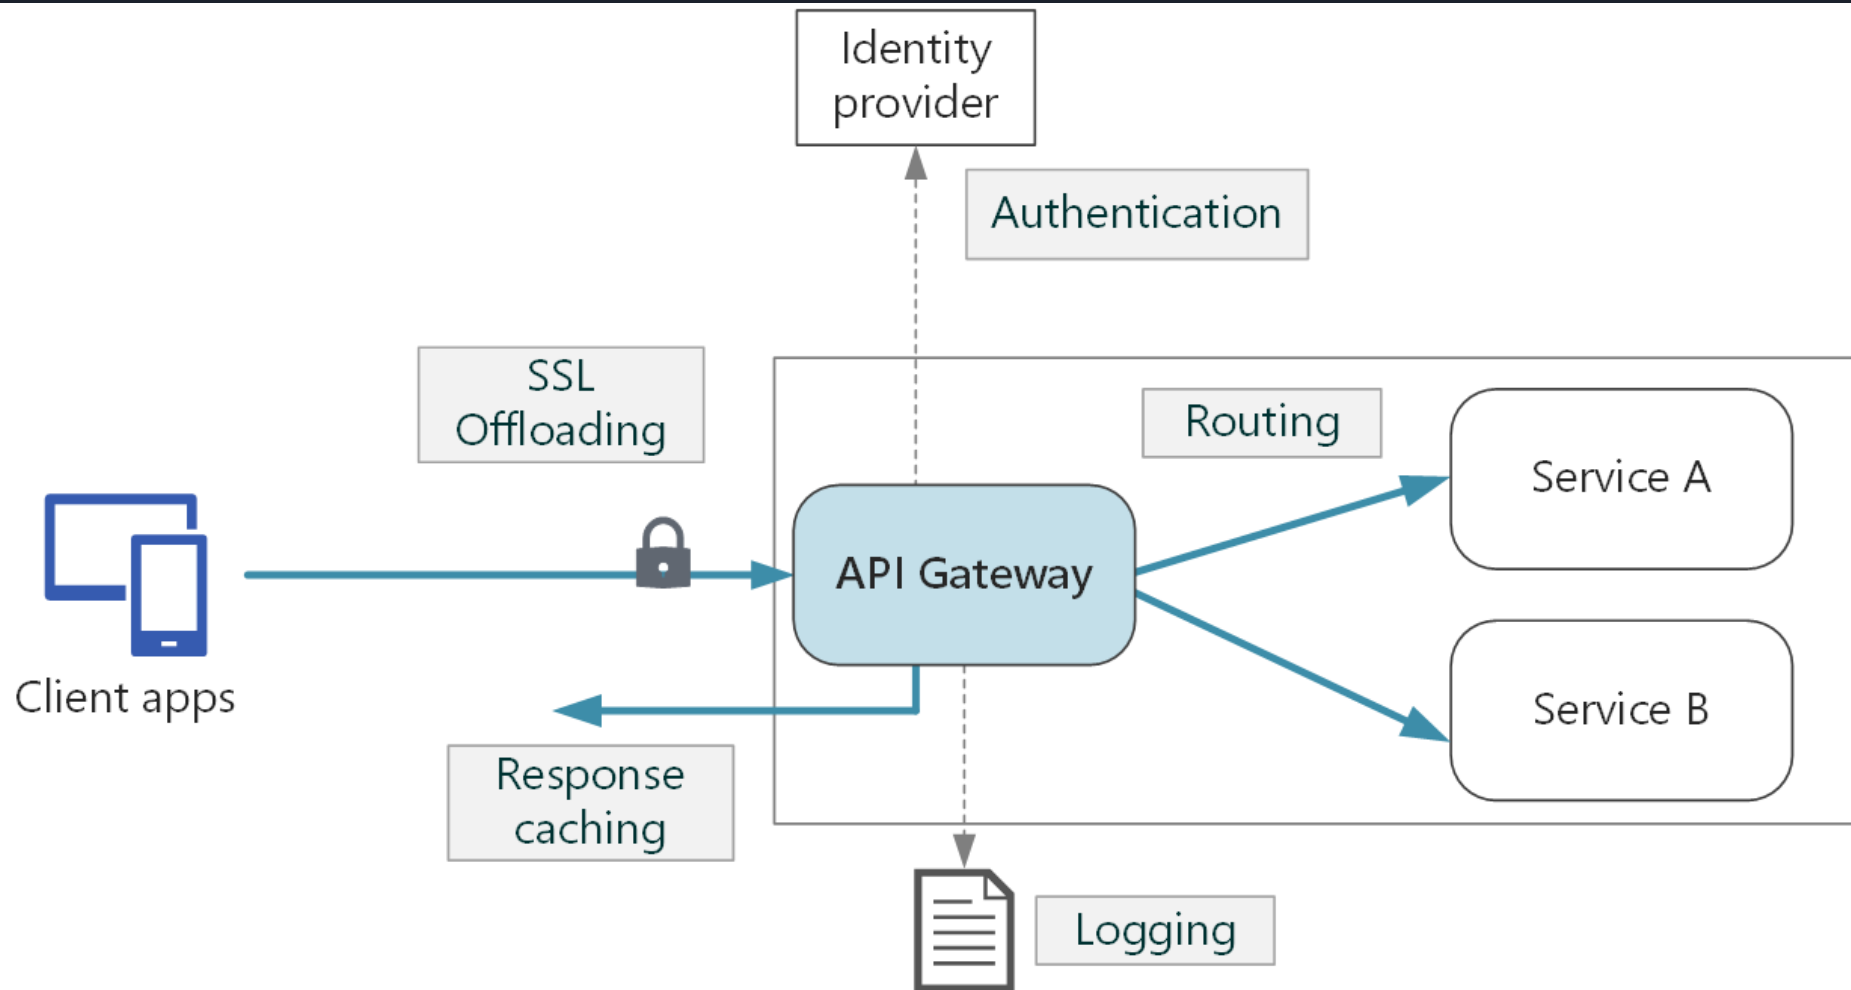 Identity
provider
Authentication
SSL
Offloading
Routing
Service A
API Gateway
Client apps
Service B
Response
caching
Logging